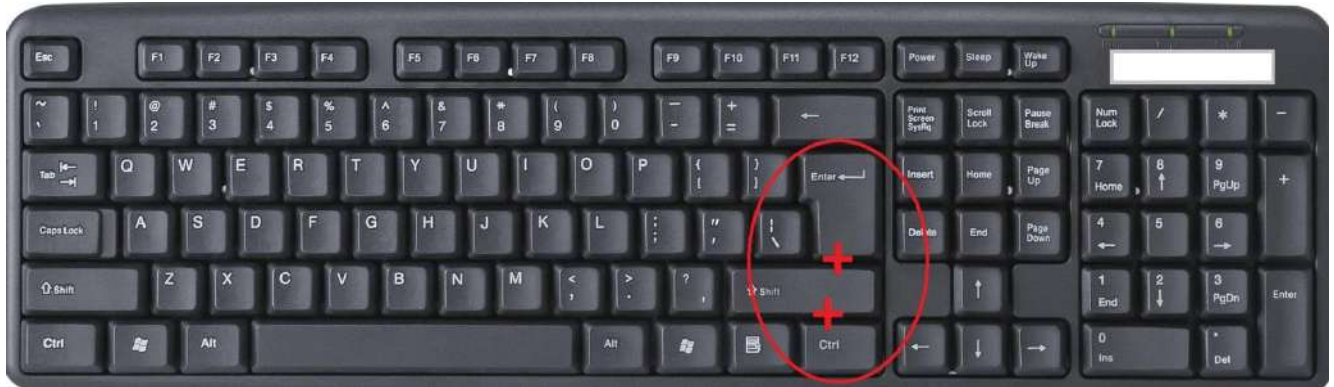 Esc F1 F2 F3 F4 F5 F6 F7 F8 F9 F10 F11 F12 Power Sleep Wake Up
~ ! @ # $ % ^ & * ( ) — +
` 1 2 3 4 5 6 7 8 9 0 - = ← Print Screen SysRq Scroll Lock Pause Break Num Lock / * -
Tab Q W E R T Y U I O P { [ } ] Enter Insert Home Page Up 7 Home 8 ↑ 9 PgUp +
Caps Lock A S D F G H J K L : ; " ' | \ Delete End Page Down 4 ← 5 6 →
⇧ Shift Z X C V B N M < , > . ? ⇧ Shift ↑ 1 End 2 ↓ 3 PgDn Enter
Ctrl Alt Alt Ctrl ← ↓ → 0 Ins . Del